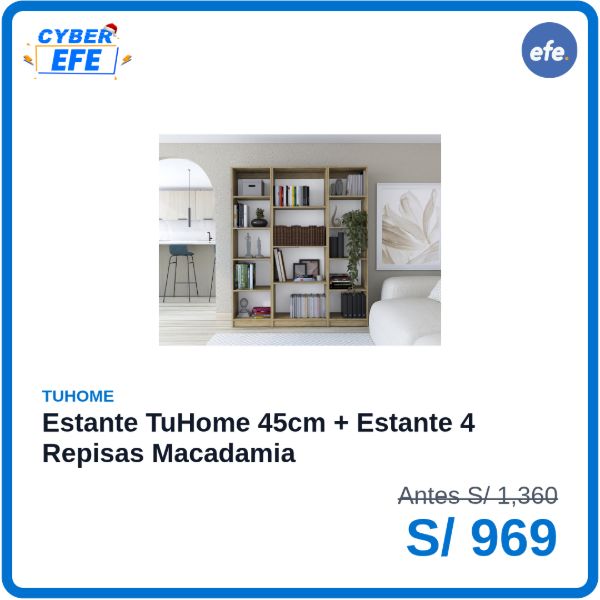 CYBER
EFE
efe.
TUHOME
Estante TuHome 45cm + Estante 4
Repisas Macadamia
Antes S/ 1,360
S/ 969